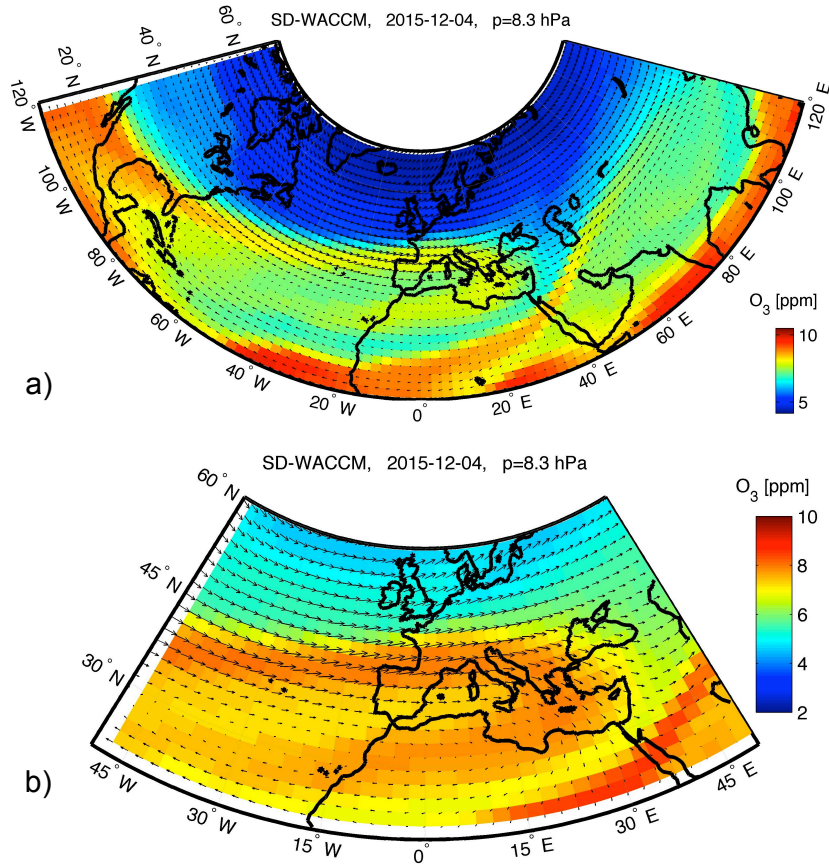 SD-WACCM, 2015-12-04, p=8.3 hPa
60° N
40° N
20° N
120° W
100° W
80° W
60° W
40° W
20° W
0°
20° E
40° E
60° E
80° E
100° E
120° E
O3 [ppm]
10
5
a)
SD-WACCM, 2015-12-04, p=8.3 hPa
60° N
45° N
30° N
45° W
30° W
15° W
0°
15° E
30° E
45° E
O3 [ppm]
10
8
6
4
2
b)